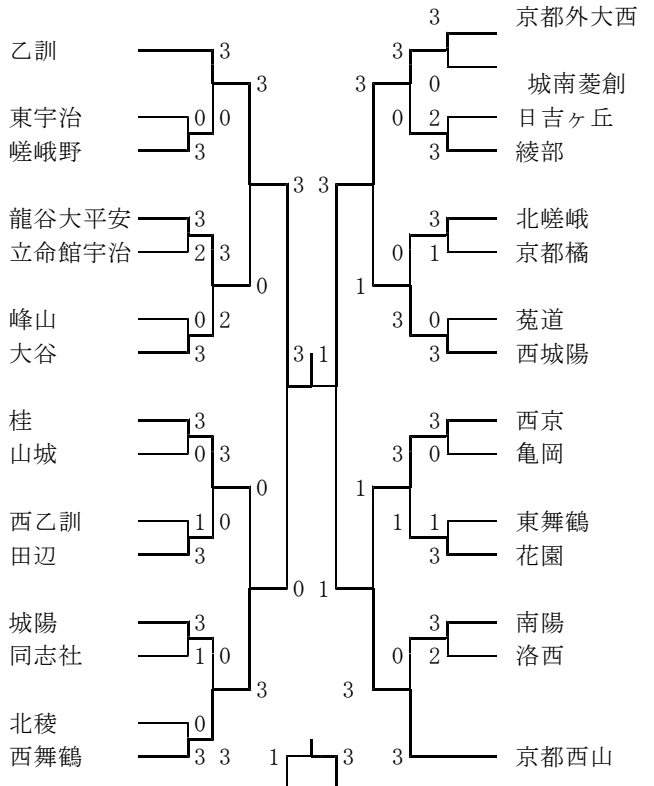 3 京都外大西
乙訓 3 3
3 3 0 城南菱創
東宇治 0 0 0 2 日吉ヶ丘
嵯峨野 3 3 綾部
3 3
龍谷大平安 3 3 北嵯峨
立命館宇治 2 3 0 1 京都橘
0 1
峰山 0 2 3 0 菟道
大谷 3 3 1 3 西城陽
桂 3 3 西京
山城 0 3 3 0 亀岡
0 1
西乙訓 1 0 1 1 東舞鶴
田辺 3 3 花園
0 1
城陽 3 3 南陽
同志社 1 0 0 2 洛西
3 3
北稜 0
西舞鶴 3 3 1 3 3 京都西山